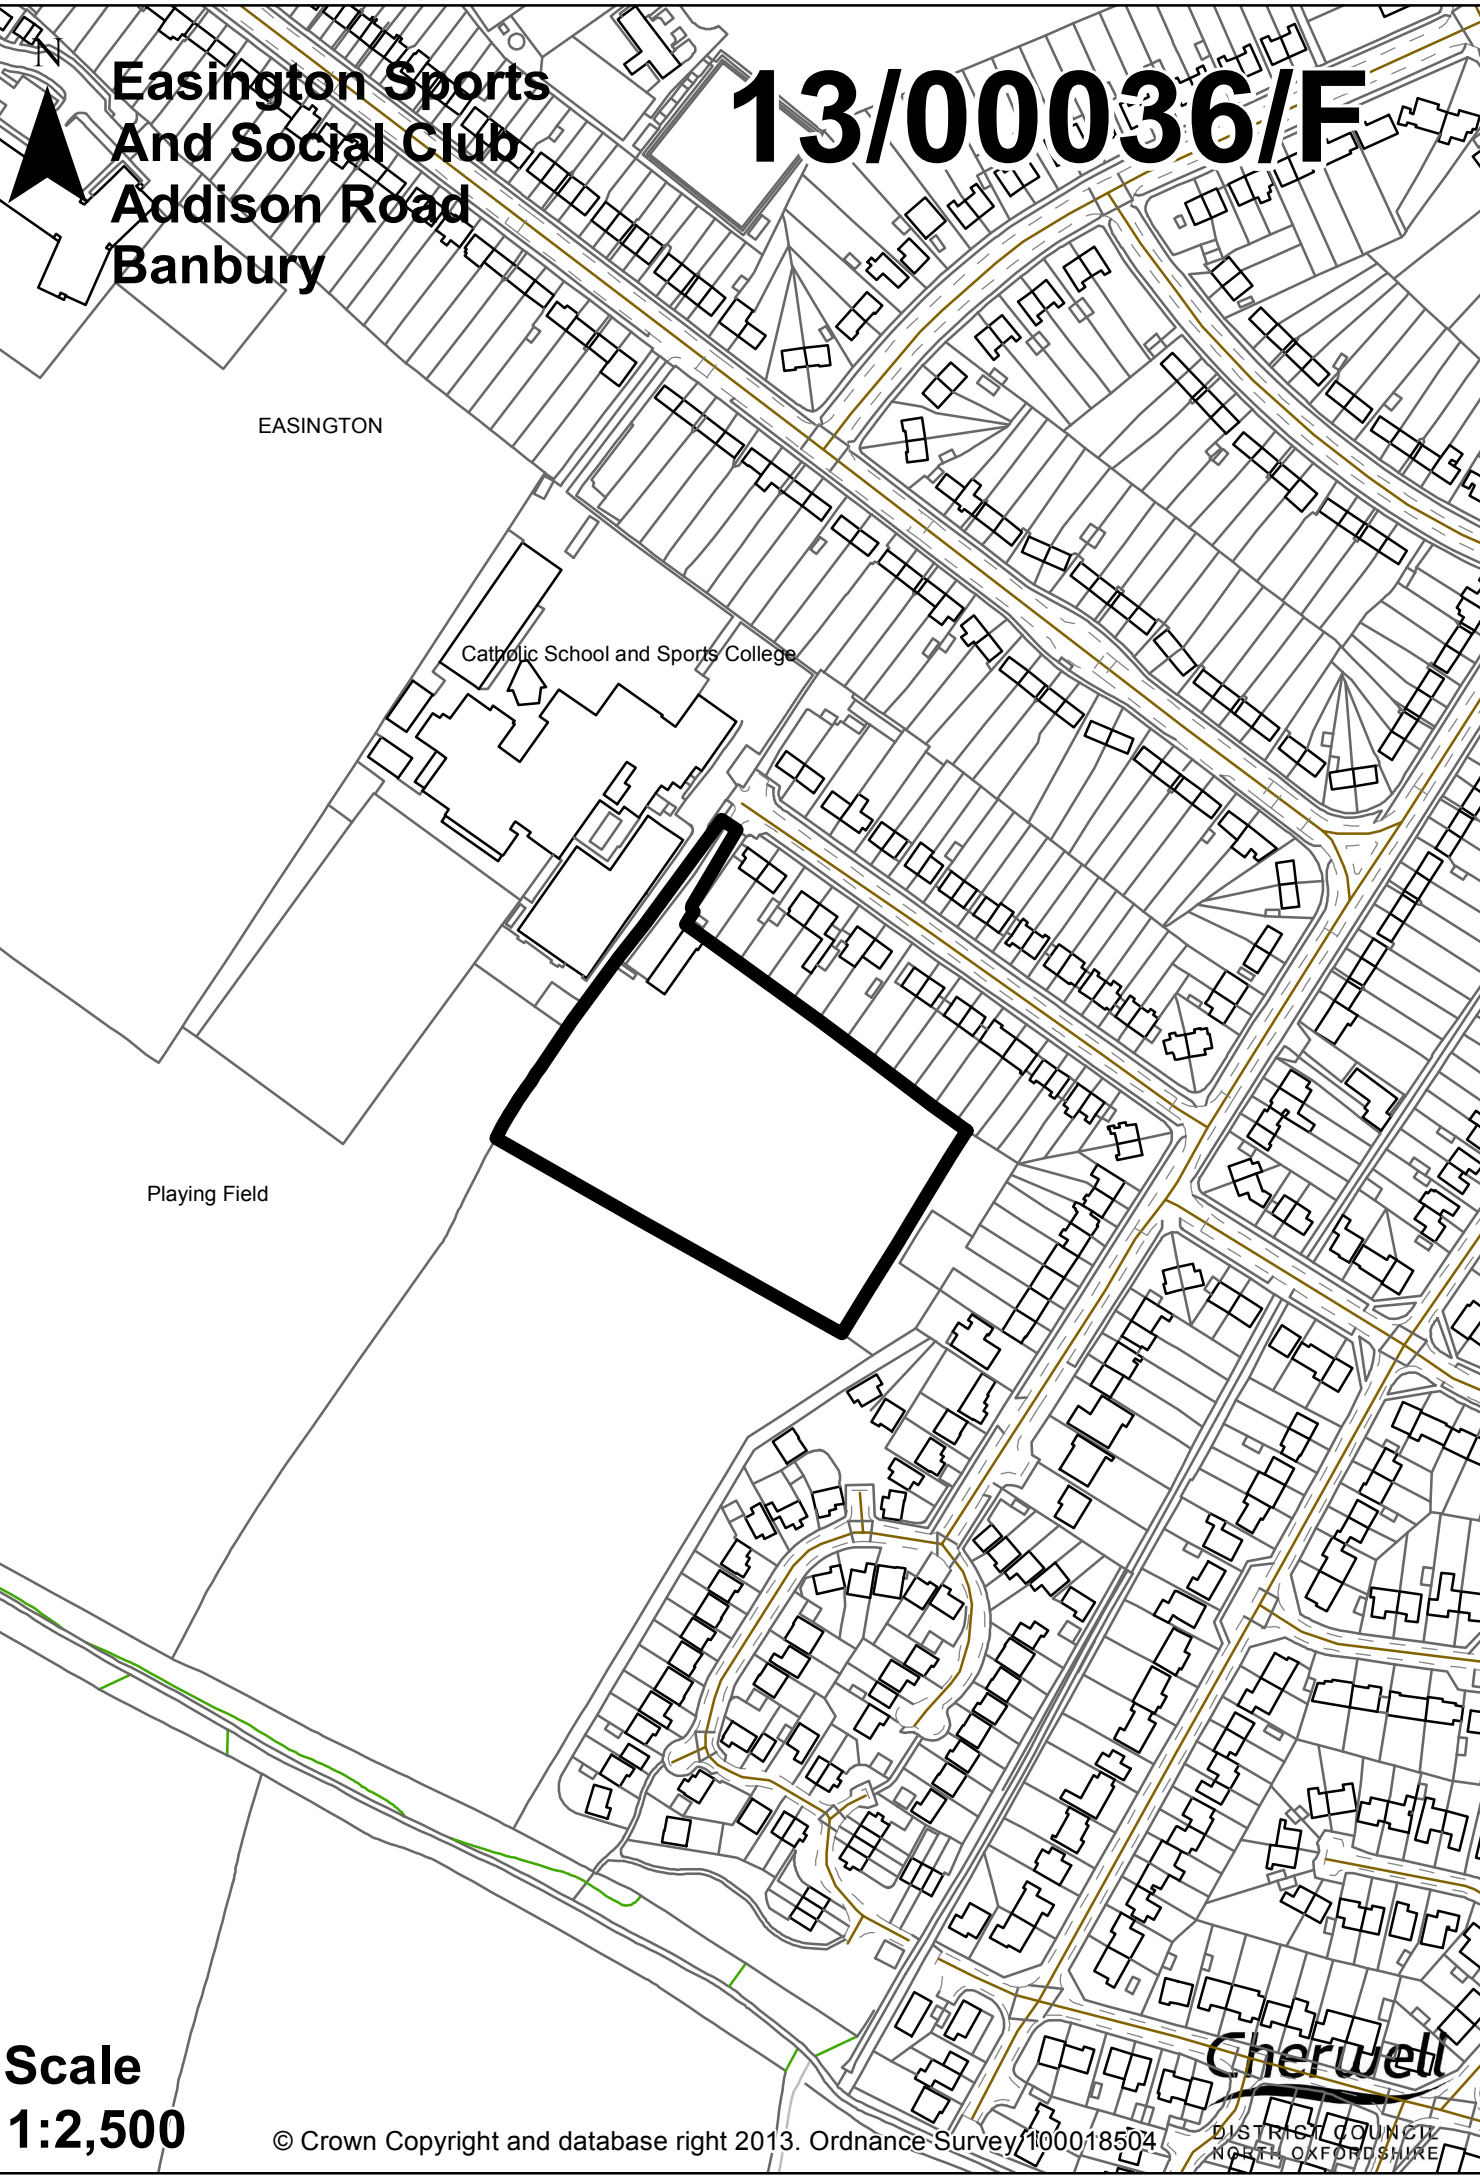 N
Easington Sports
And Social Club
Addison Road
Banbury
13/00036/F
EASINGTON
Catholic School and Sports College
Playing Field
Scale
1:2,500
© Crown Copyright and database right 2013. Ordnance Survey 100018504
Cherwell
DISTRICT COUNCIL
NORTH OXFORDSHIRE